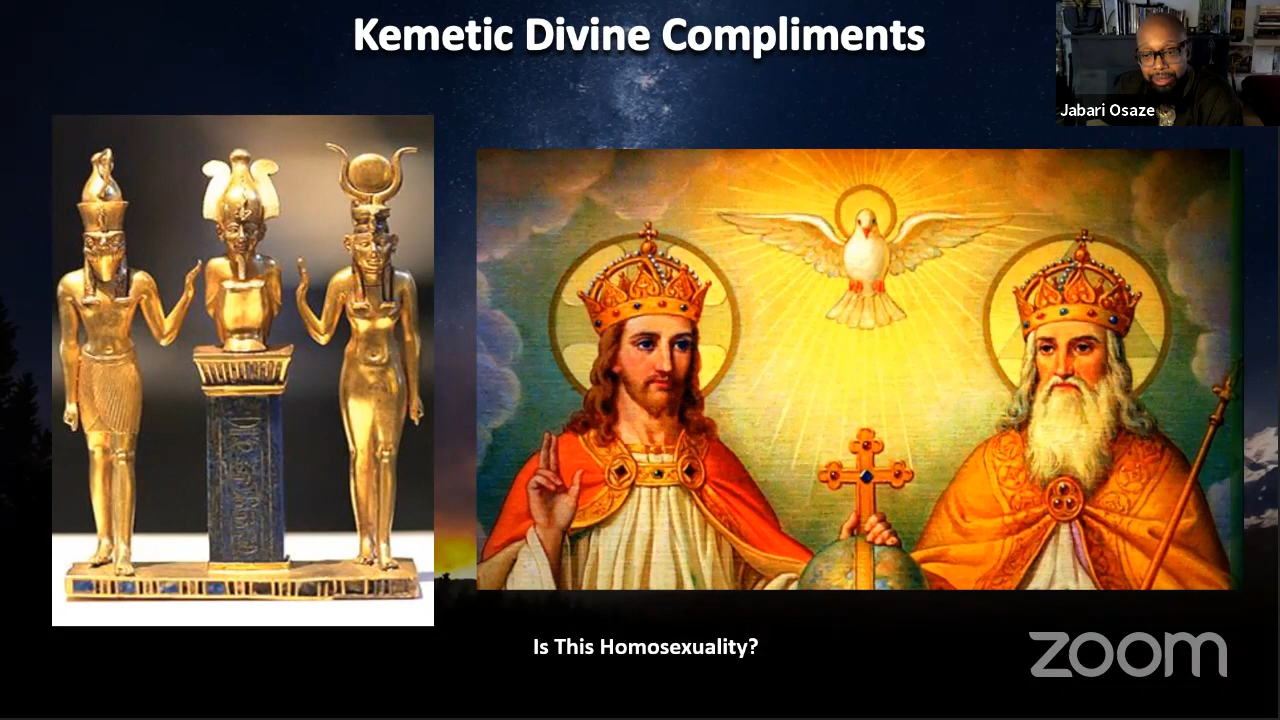 Kemetic Divine Compliments
Jabari Osaze
Is This Homosexuality?
zoom